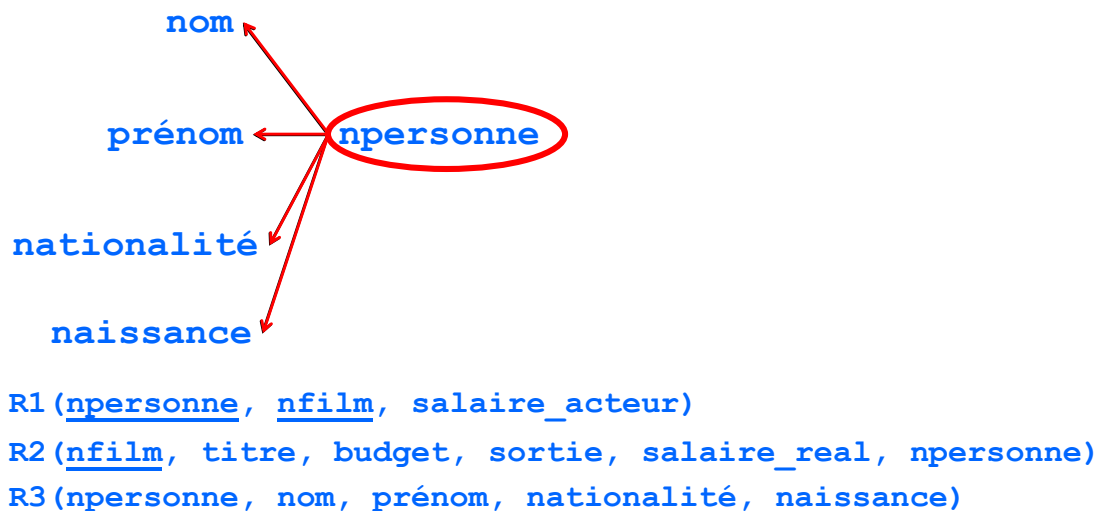 nom
prénom npersonne
nationalité
naissance
R1(npersonne, nfilm, salaire_acteur)
R2(nfilm, titre, budget, sortie, salaire_real, npersonne)
R3(npersonne, nom, prénom, nationalité, naissance)